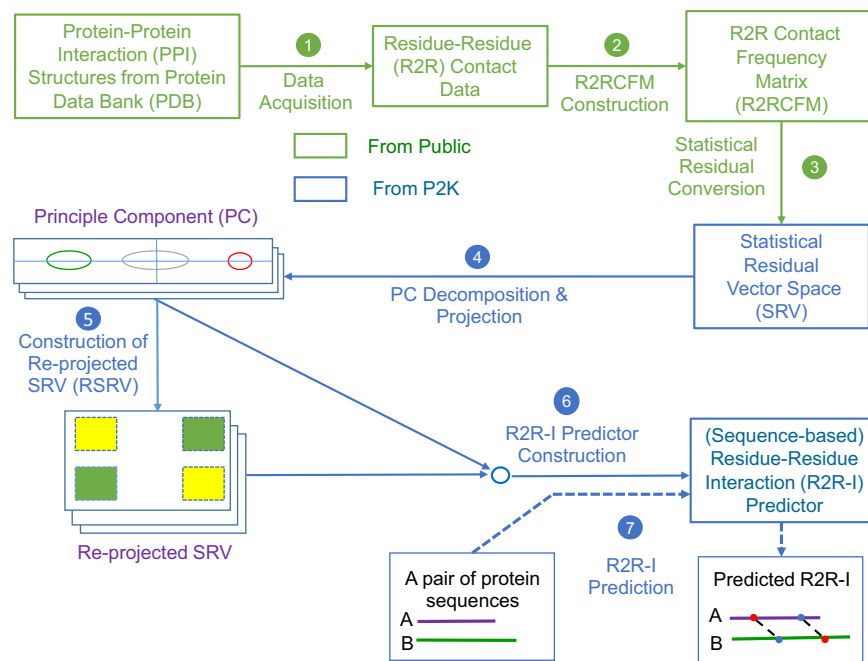 Protein-Protein
Interaction (PPI)
Structures from Protein
Data Bank (PDB)
1
Data
Acquisition
Residue-Residue
(R2R) Contact
Data
2
R2RCFM
Construction
R2R Contact
Frequency
Matrix
(R2RCFM)
From Public
From P2K
Statistical
Residual
Conversion
3
Principle Component (PC)
4
PC Decomposition &
Projection
Statistical
Residual
Vector Space
(SRV)
5
Construction of
Re-projected
SRV (RSRV)
6
R2R-I Predictor
Construction
(Sequence-based)
Residue-Residue
Interaction (R2R-I)
Predictor
Re-projected SRV
7
R2R-I
Prediction
A pair of protein
sequences
A
B
Predicted R2R-I
A
B